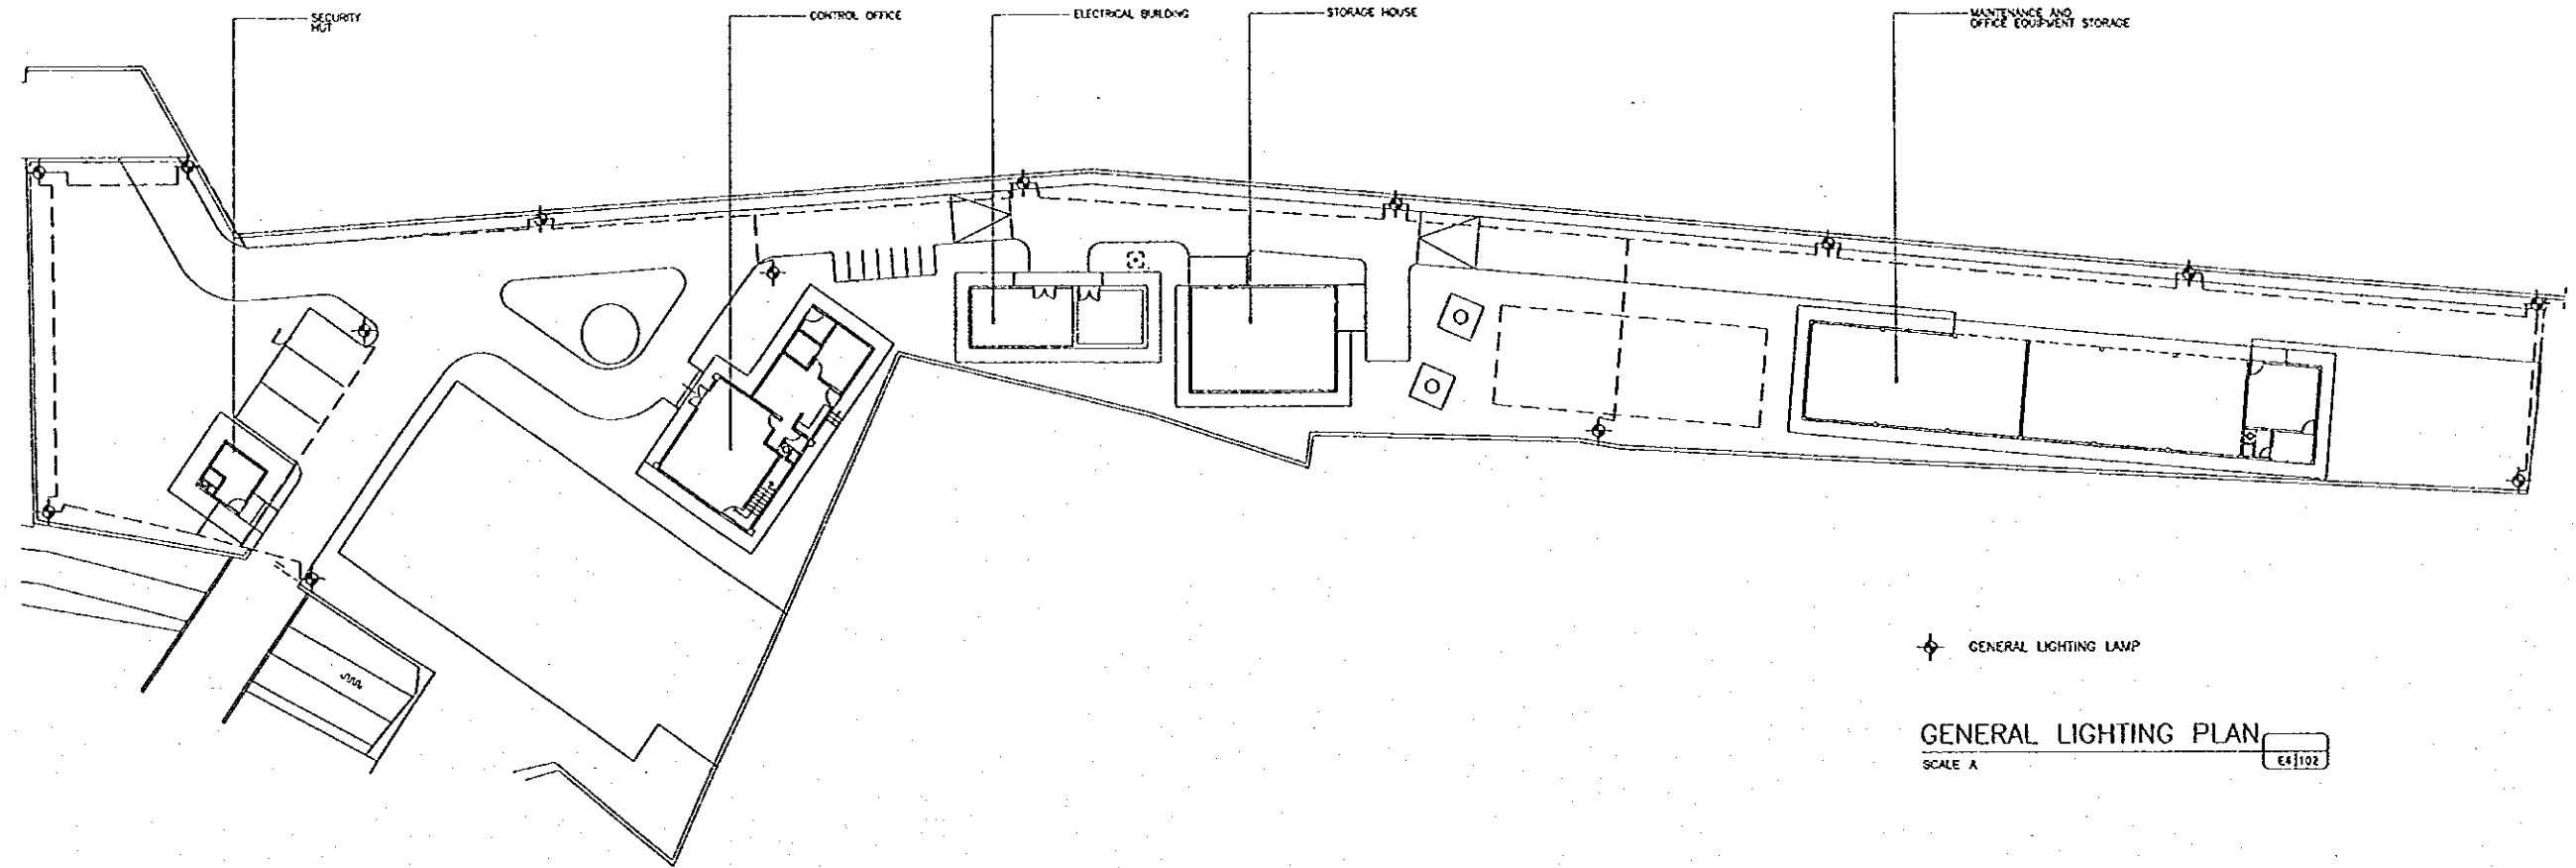 SECURITY
HUT
CONTROL OFFICE
ELECTRICAL BUILDING
STORAGE HOUSE
MAINTENANCE AND
OFFICE EQUIPMENT STORAGE
GENERAL LIGHTING LAMP
GENERAL LIGHTING PLAN
SCALE A
E4|102